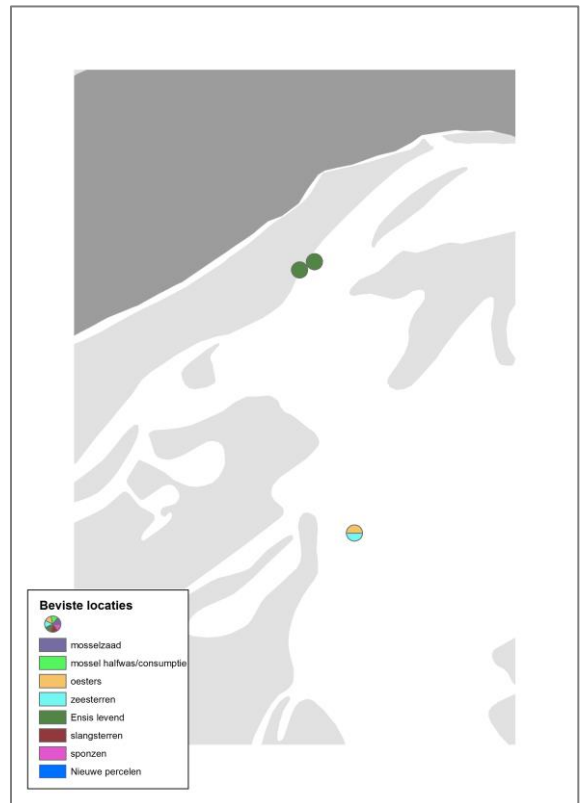 Beviste locaties
mosselzaad
mossel halfwas/consumptie
oesters
zeesterren
Ensis levend
slangsterren
sponzen
Nieuwe percelen